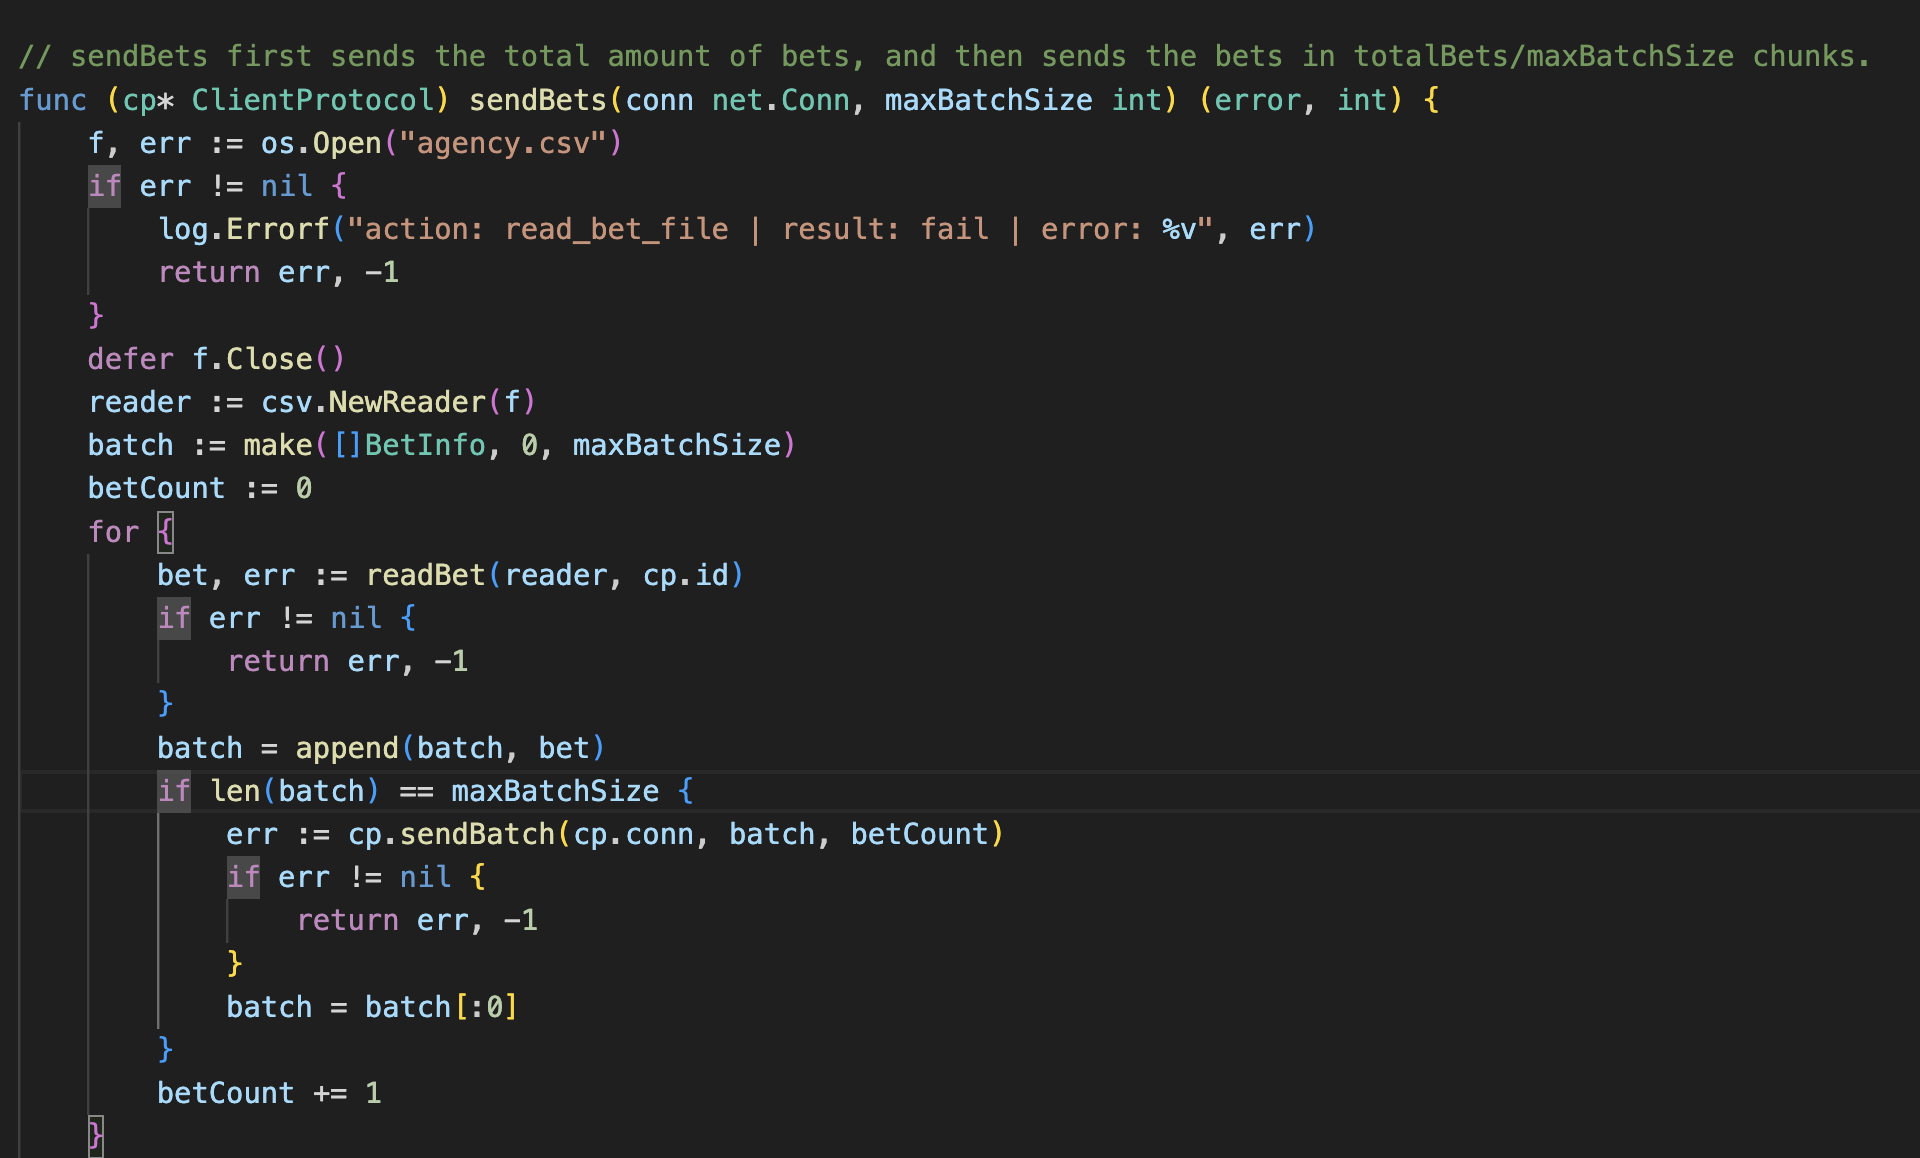 // sendBets first sends the total amount of bets, and then sends the bets in totalBets/maxBatchSize chunks.
func (cp* ClientProtocol) sendBets(conn net.Conn, maxBatchSize int) (error, int) {
    f, err := os.Open("agency.csv")
    if err != nil {
        log.Errorf("action: read_bet_file | result: fail | error: %v", err)
        return err, -1
    }
    defer f.Close()
    reader := csv.NewReader(f)
    batch := make([]BetInfo, 0, maxBatchSize)
    betCount := 0
    for {
        bet, err := readBet(reader, cp.id)
        if err != nil {
            return err, -1
        }
        batch = append(batch, bet)
        if len(batch) == maxBatchSize {
            err := cp.sendBatch(cp.conn, batch, betCount)
            if err != nil {
                return err, -1
            }
            batch = batch[:0]
        }
        betCount += 1
    }